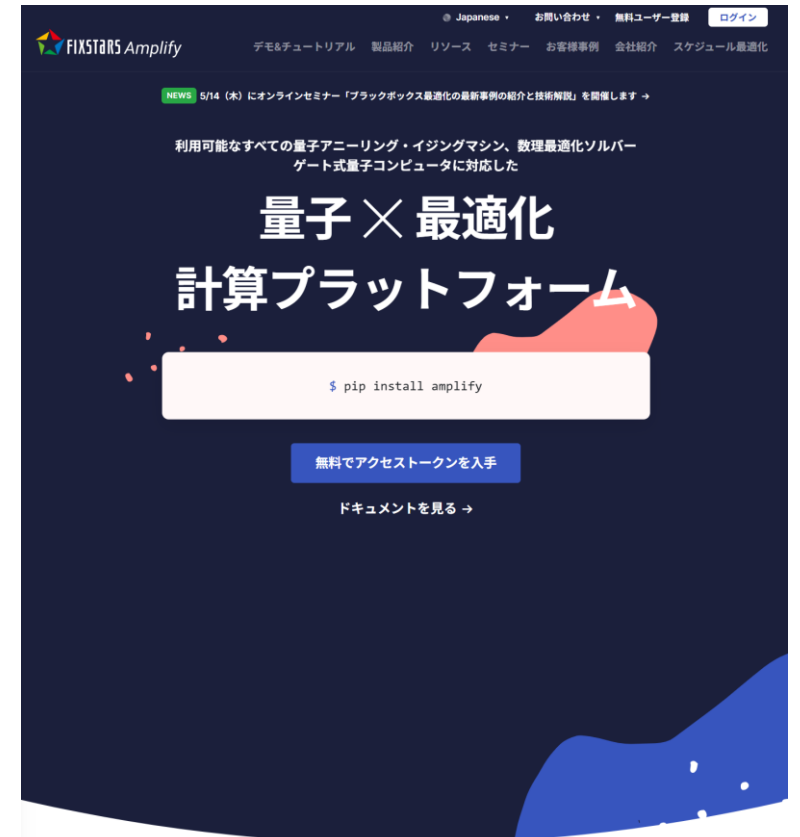 Japanese
お問い合わせ
無料ユーザー登録
ログイン
FIXSTARS Amplify
デモ&チュートリアル 製品紹介 リソース セミナー お客様事例 会社紹介 スケジュール最適化
NEWS 5/14（木）にオンラインセミナー「ブラックボックス最適化の最新事例の紹介と技術解説」を開催します →
利用可能なすべての量子アニーリング・イジングマシン、数理最適化ソルバー
ゲート式量子コンピュータに対応した
量子×最適化
計算プラットフォーム
$ pip install amplify
無料でアクセストークンを入手
ドキュメントを見る →